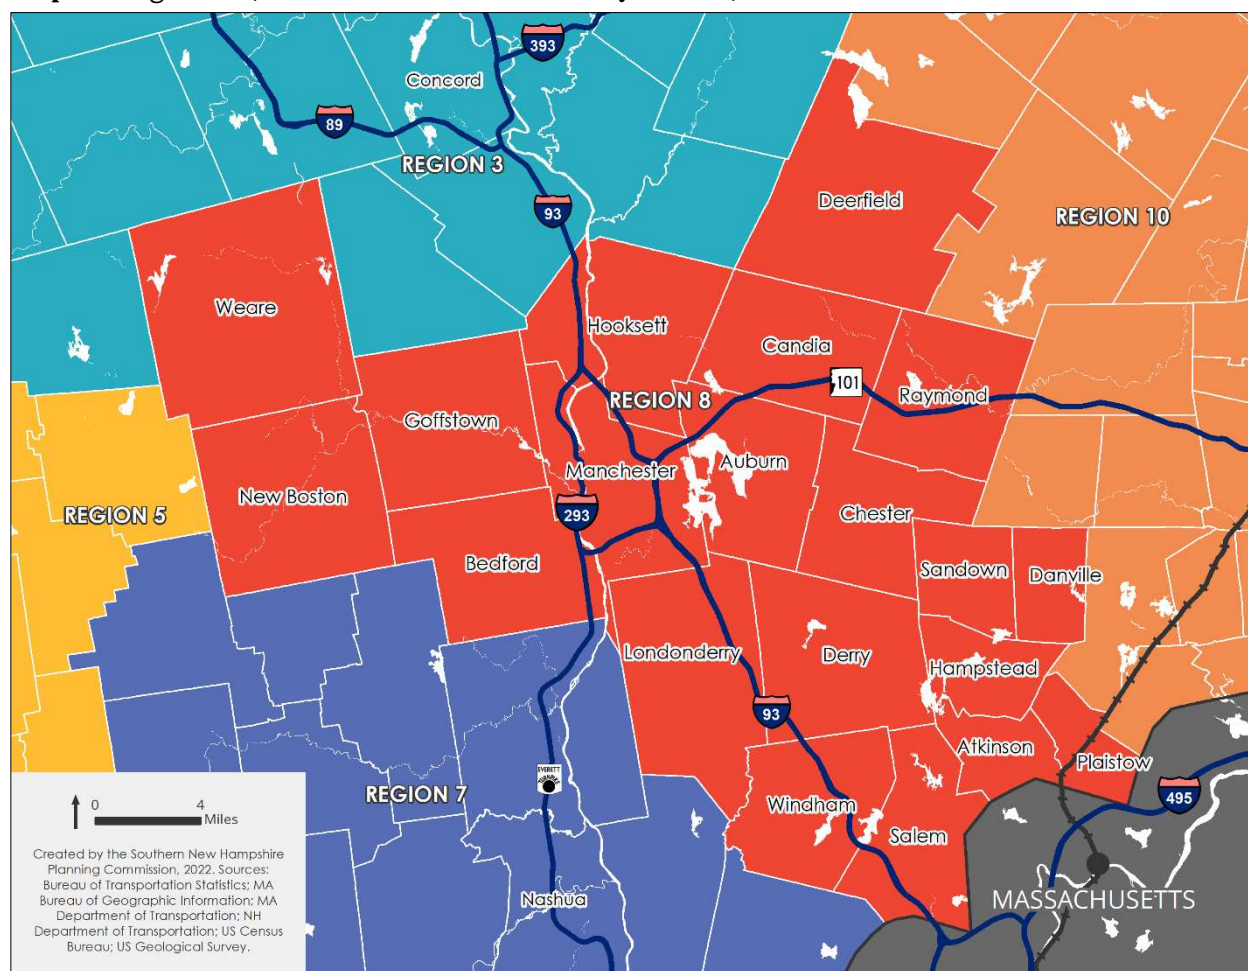 393
Concord
89
REGION 3
93
Deerfield
REGION 10
Weare
Hooksett
Candia
101
Raymond
REGION 8
Goffstown
Manchester
Auburn
New Boston
REGION 5
293
Chester
Bedford
Sandown
Danville
Londonderry
Derry
Hampstead
93
Atkinson
Plaistow
EVERETT
TURNPIKE
REGION 7
Windham
495
Salem
Nashua
MASSACHUSETTS
0 4
Miles
Created by the Southern New Hampshire
Planning Commission, 2022. Sources:
Bureau of Transportation Statistics; MA
Bureau of Geographic Information; MA
Department of Transportation; NH
Department of Transportation; US Census
Bureau; US Geological Survey.